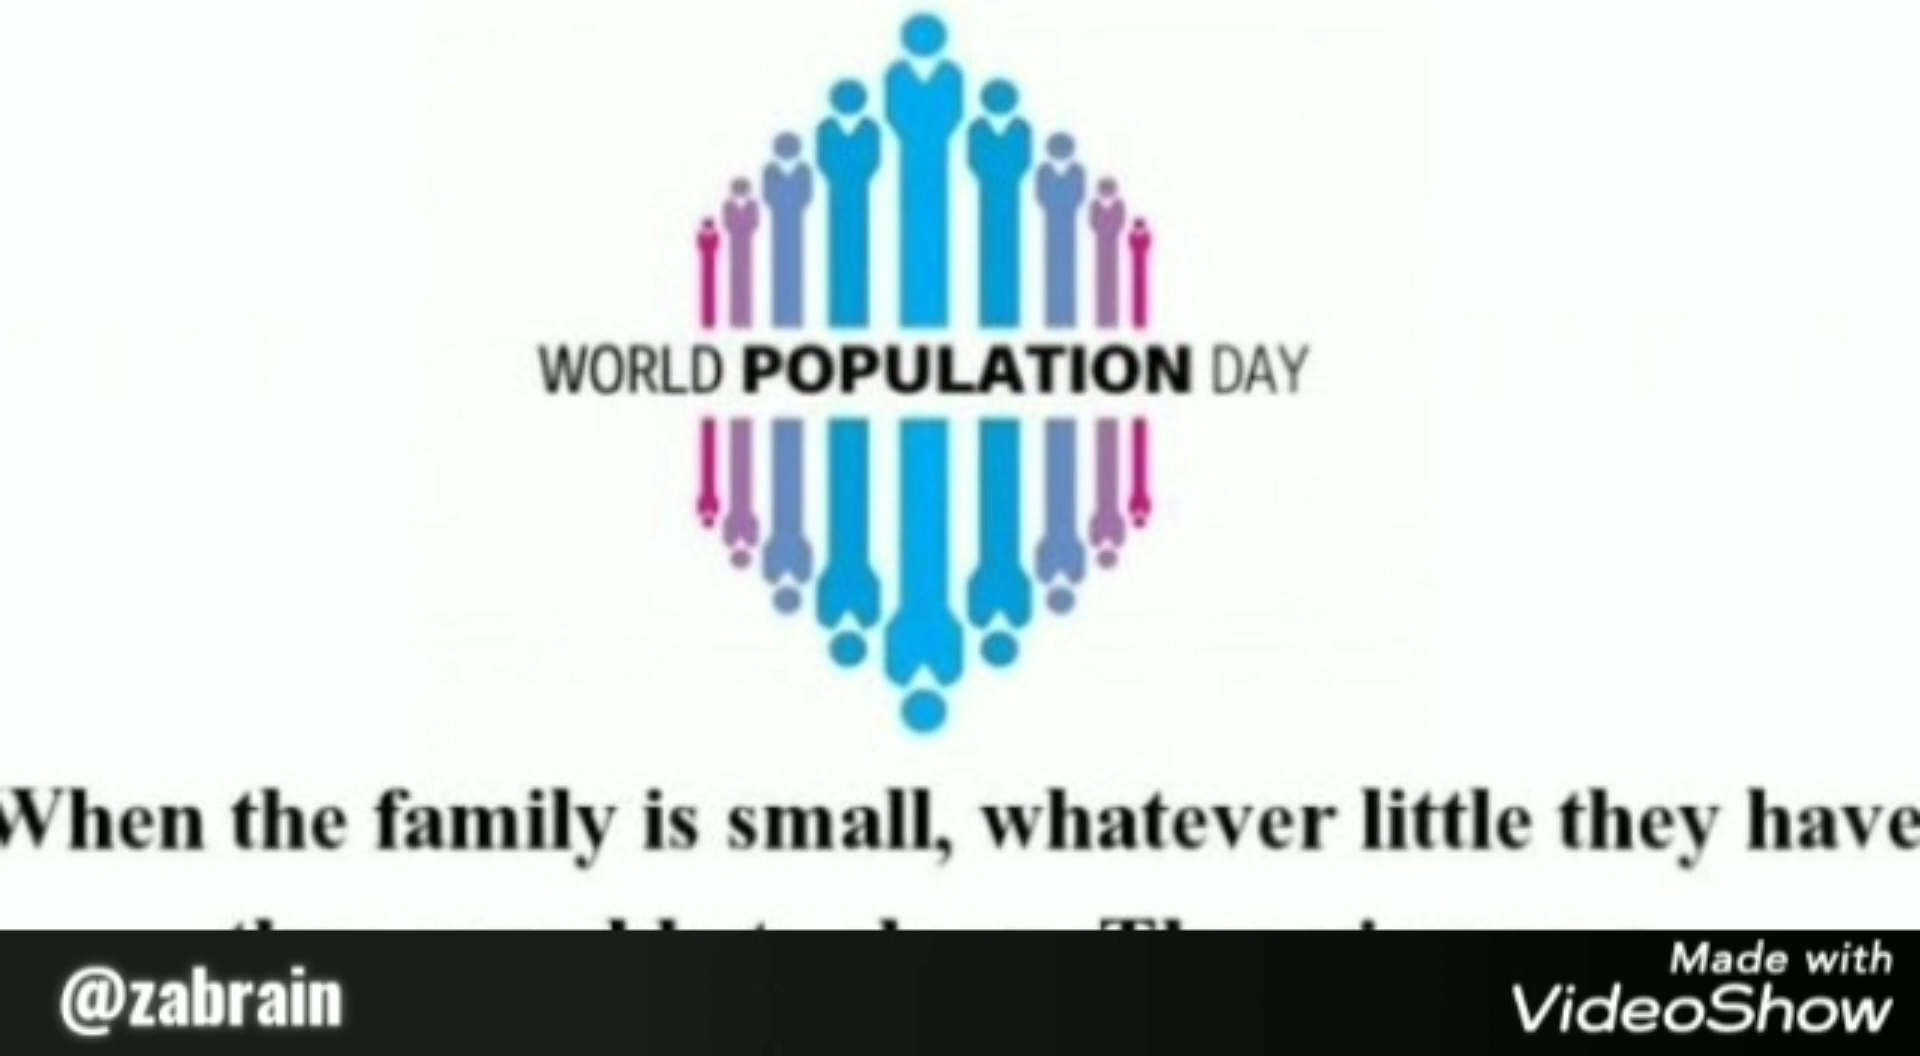 WORLD POPULATION DAY
When the family is small, whatever little they have
@zabrain
Made with
VideoShow